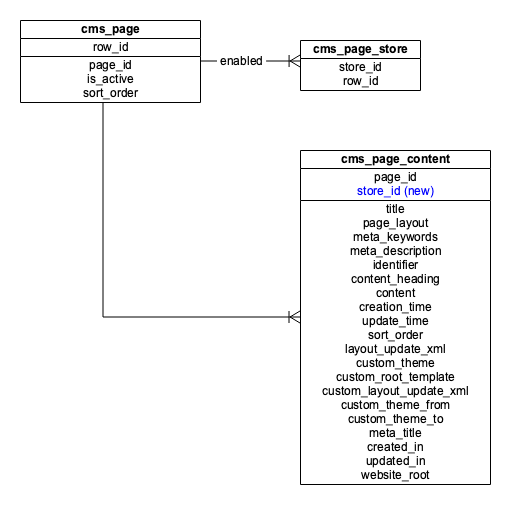 cms_page
row_id
page_id
is_active
sort_order
enabled
cms_page_store
store_id
row_id
cms_page_content
page_id
store_id (new)
title
page_layout
meta_keywords
meta_description
identifier
content_heading
content
creation_time
update_time
sort_order
layout_update_xml
custom_theme
custom_root_template
custom_layout_update_xml
custom_theme_from
custom_theme_to
meta_title
created_in
updated_in
website_root